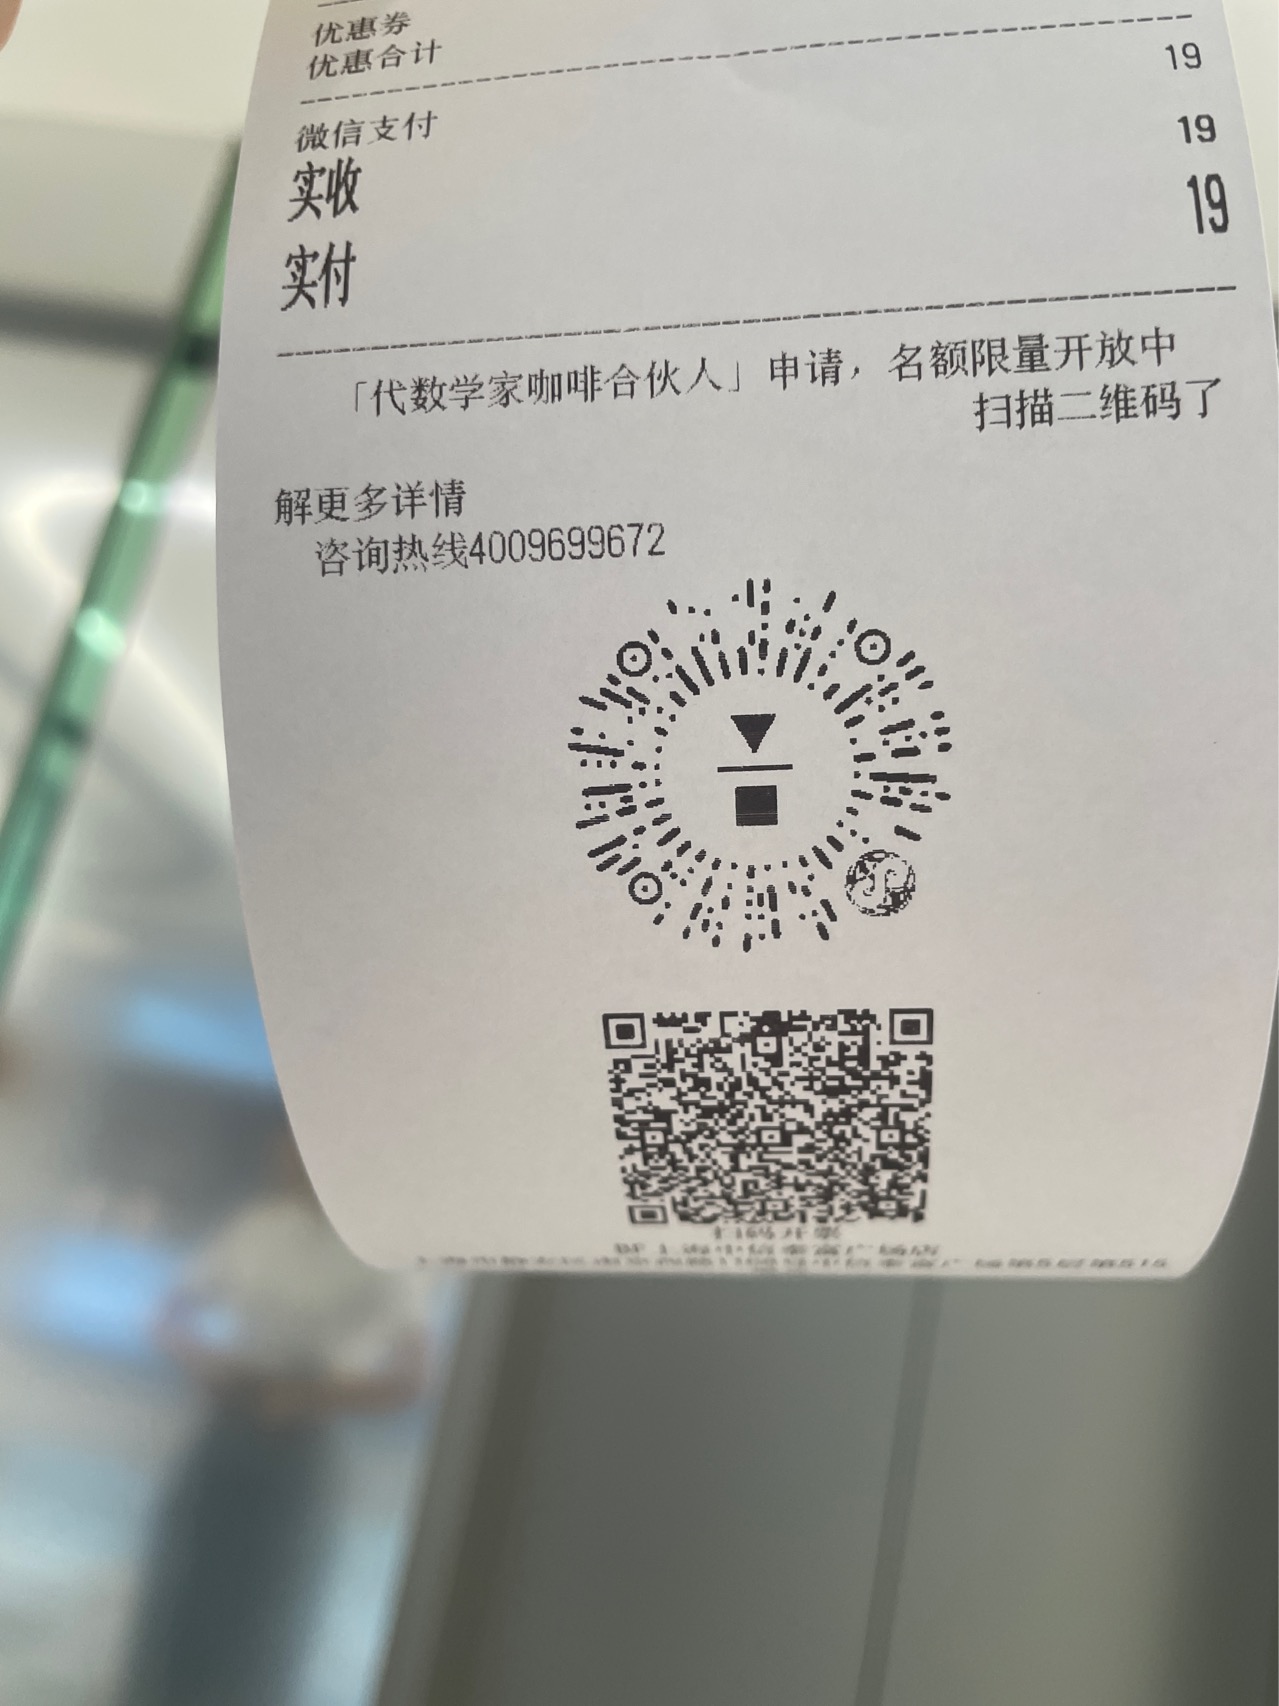 优惠券
优惠合计
微信支付 19
实收 19
实付 19
「代数学家咖啡合伙人」申请，名额限量开放中
扫描二维码了
解更多详情
咨询热线4009699672